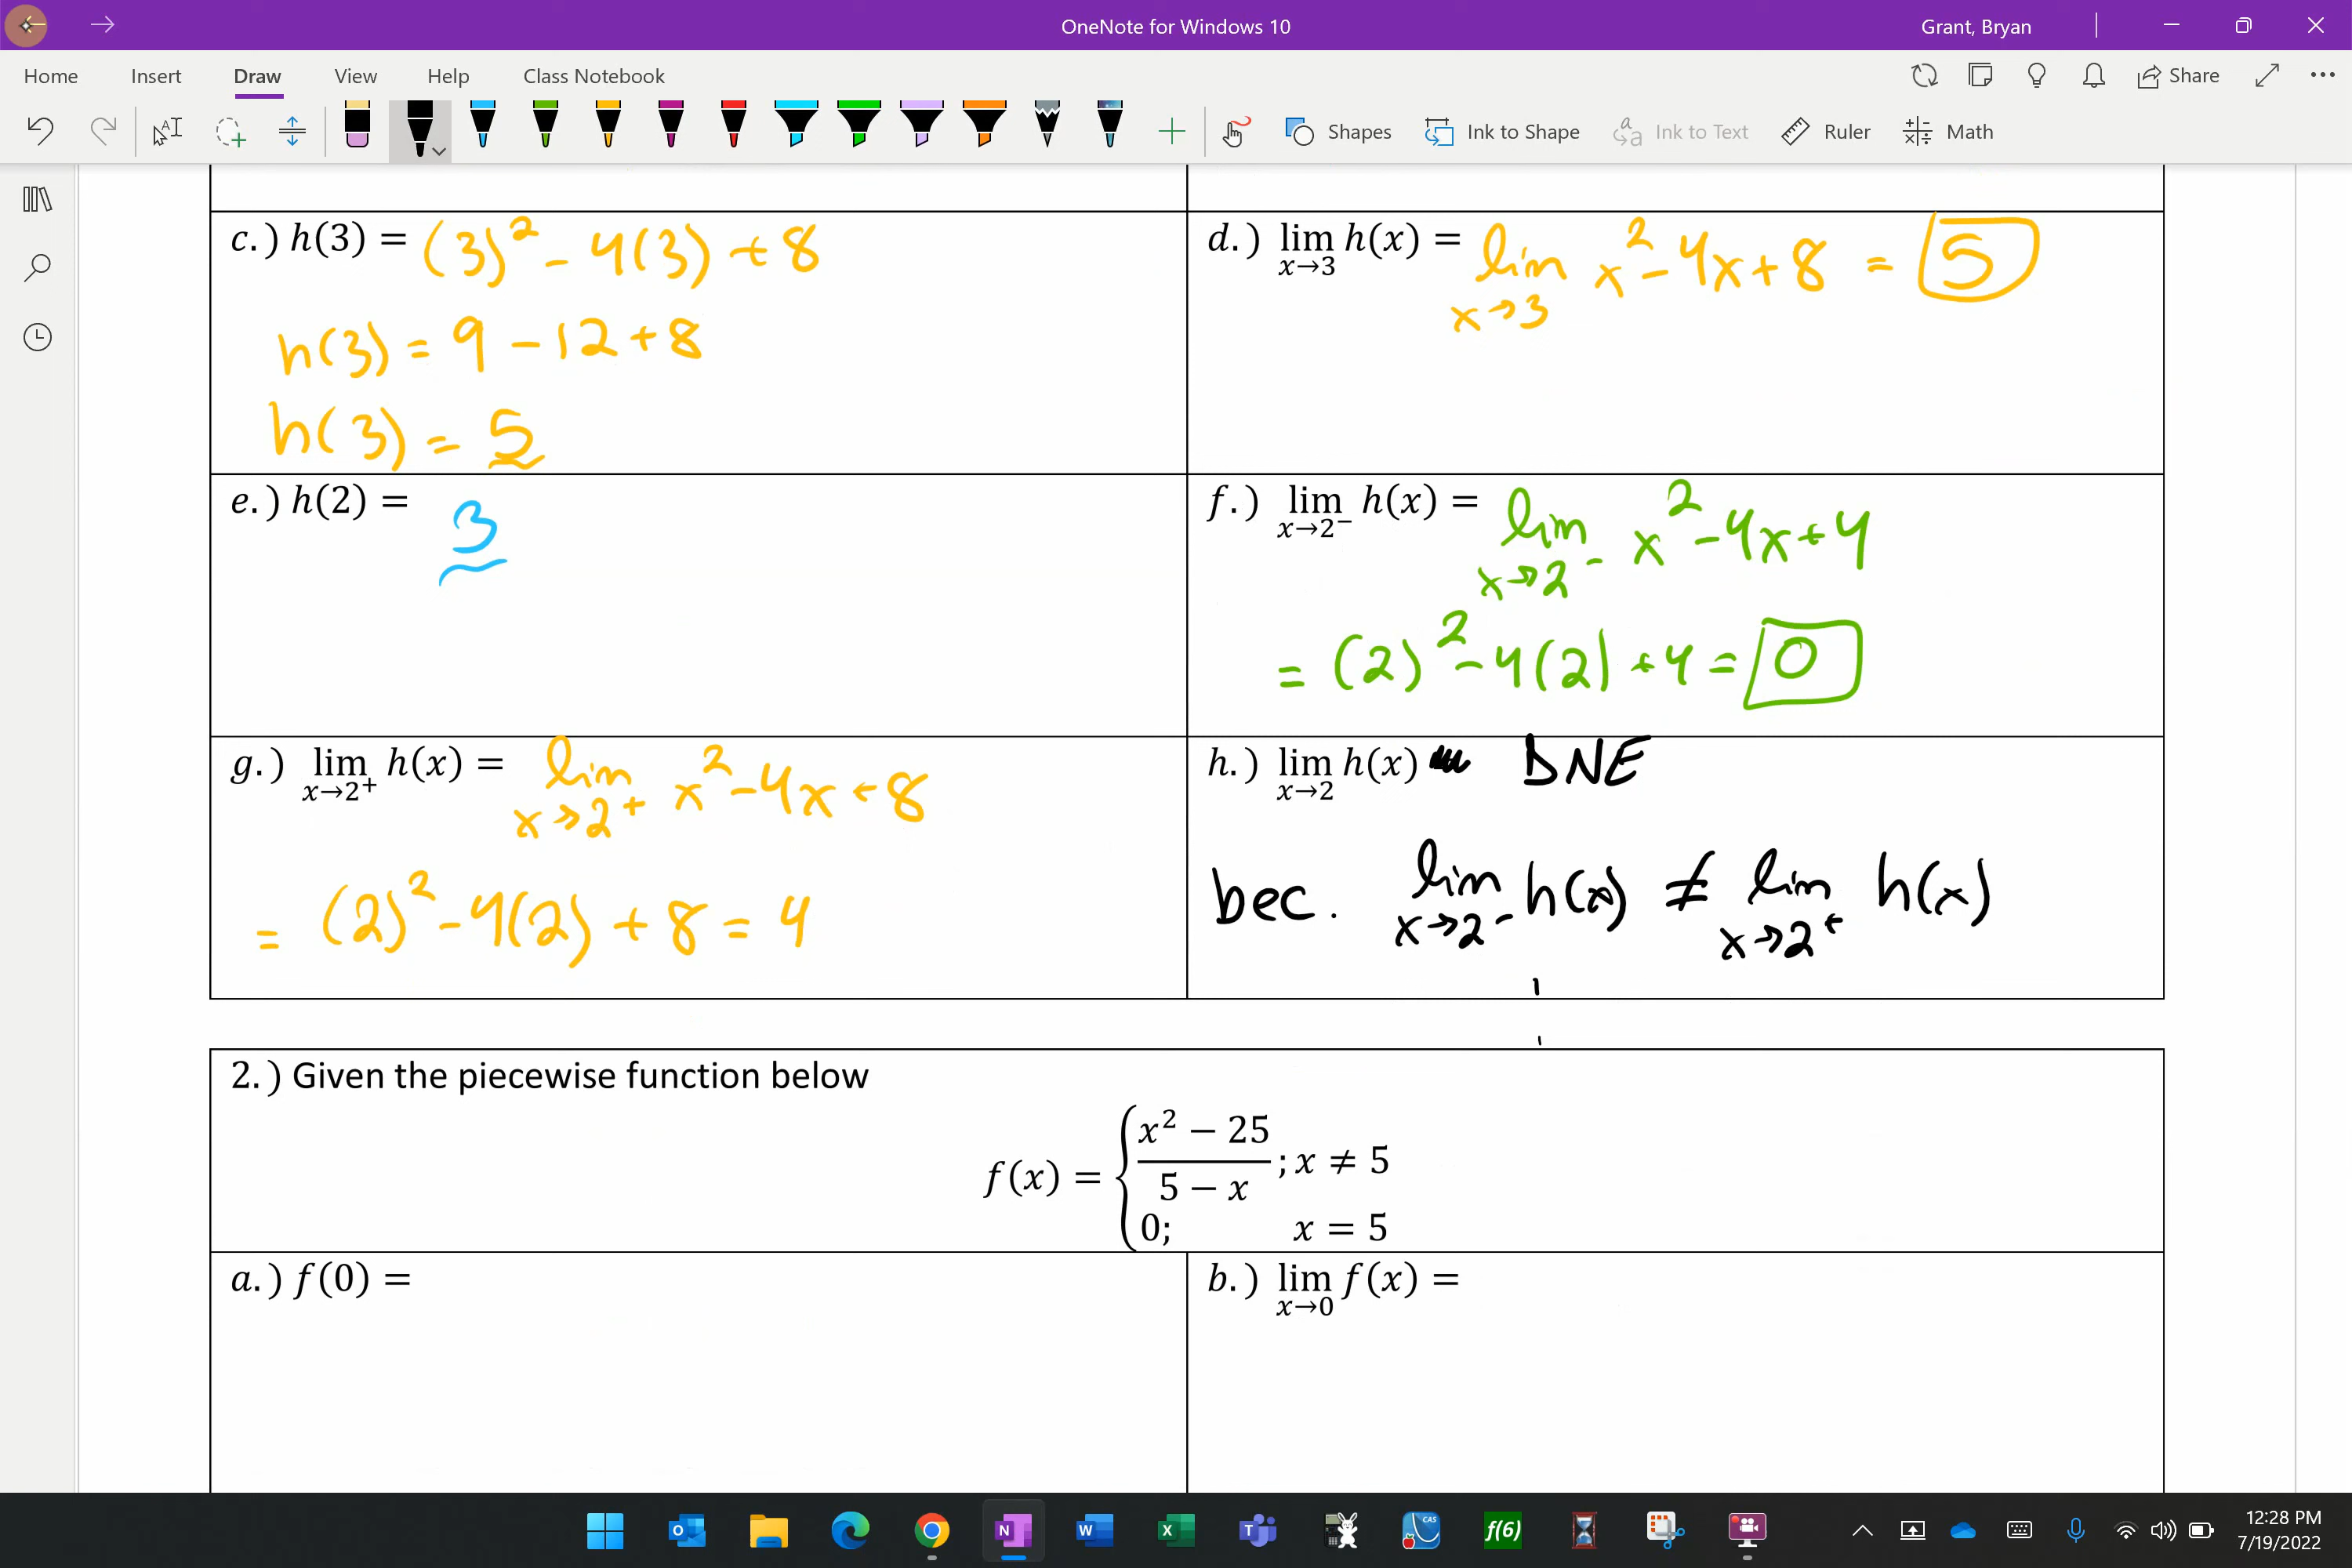 OneNote for Windows 10
Grant, Bryan
Home Insert Draw View Help Class Notebook
Share
Shapes Ink to Shape Ink to Text Ruler Math
c.) h(3) = (3)² - 4(3) + 8
h(3) = 9 - 12 + 8
h(3) = 5
d.) lim h(x) = lim x² - 4x + 8 = 5
x→3 x→3
e.) h(2) = 3
f.) lim h(x) = lim x² - 4x + 4
x→2⁻ x→2⁻
= (2)² - 4(2) + 4 = 0
g.) lim h(x) = lim x² - 4x + 8
x→2⁺ x→2⁺
= (2)² - 4(2) + 8 = 4
h.) lim h(x) DNE
x→2
bec. lim h(x) ≠ lim h(x)
x→2⁻ x→2⁺
2.) Given the piecewise function below
x² − 25
f(x) = { ; x ≠ 5
5 − x
0; x = 5
a.) f(0) =
b.) lim f(x) =
x→0
CAS
f(6)
12:28 PM
7/19/2022